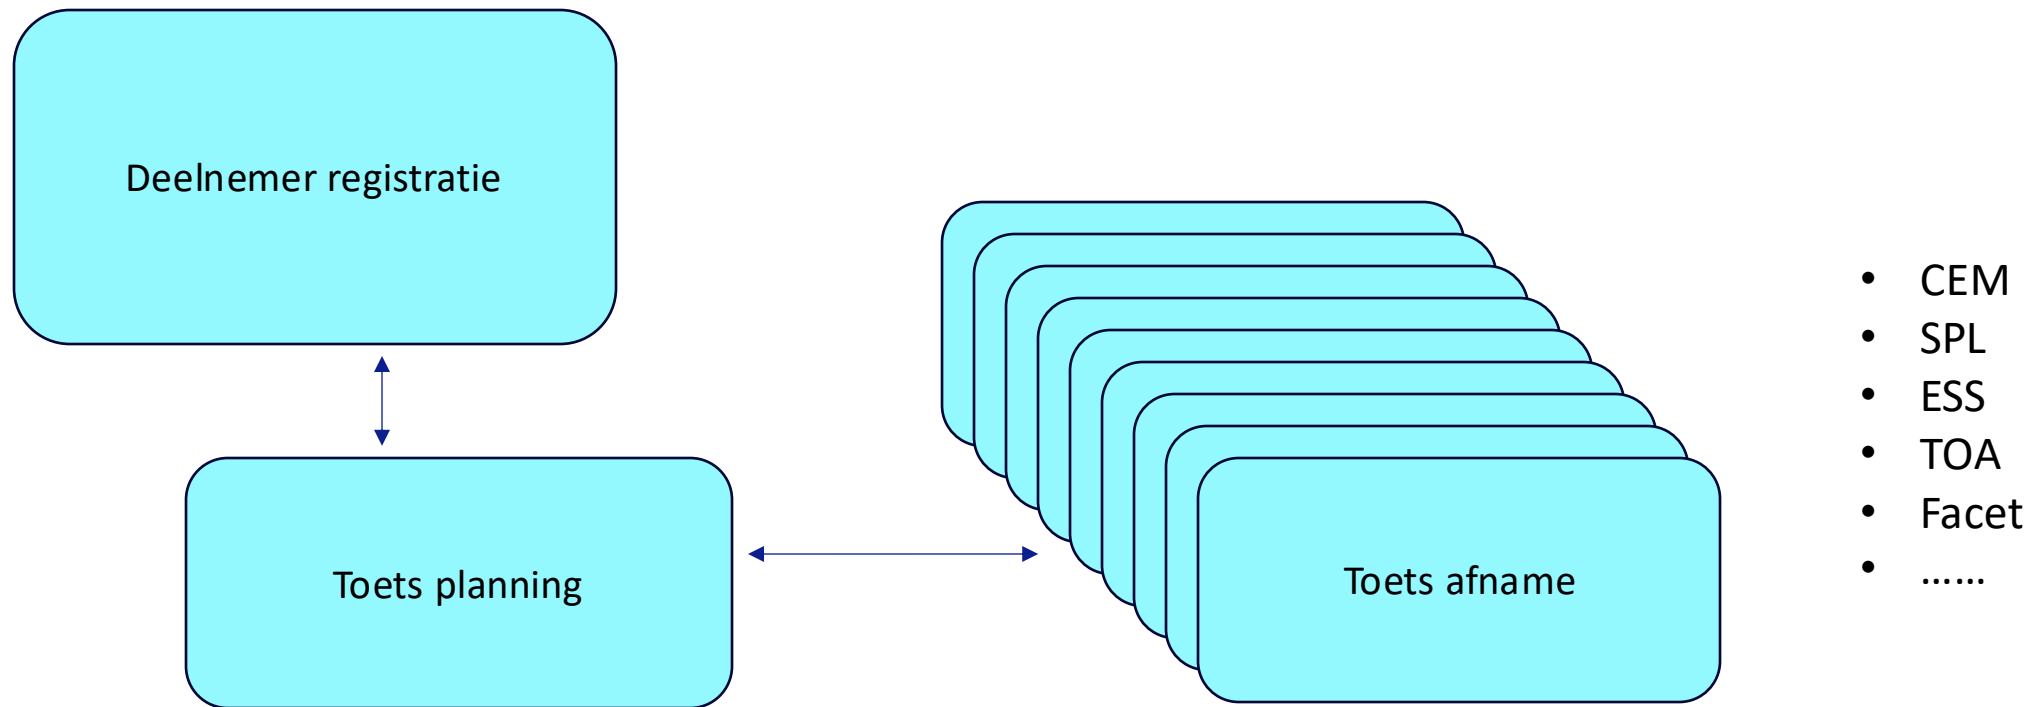 Deelnemer registratie
Toets planning
Toets afname
• CEM
• SPL
• ESS
• TOA
• Facet
• ......